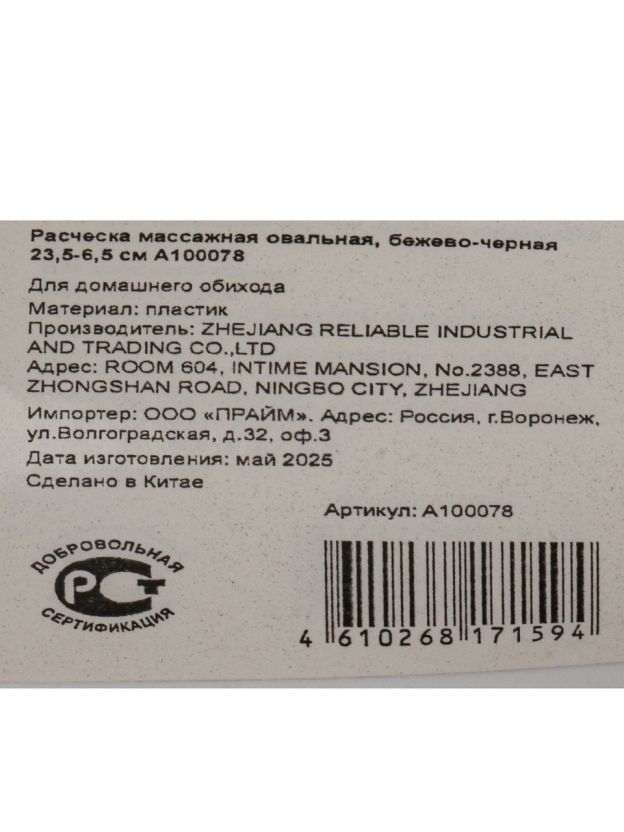 Расческа массажная овальная, бежево-черная
23,5-6,5 см А100078
Для домашнего обихода
Материал: пластик
Производитель: ZHEJIANG RELIABLE INDUSTRIAL
AND TRADING CO.,LTD
Адрес: ROOM 604, INTIME MANSION, No.2388, EAST
ZHONGSHAN ROAD, NINGBO CITY, ZHEJIANG
Импортер: ООО «ПРАЙМ». Адрес: Россия, г.Воронеж,
ул.Волгоградская, д.32, оф.3
Дата изготовления: май 2025
Сделано в Китае
Артикул: А100078
ДОБРОВОЛЬНАЯ
РСТ
СЕРТИФИКАЦИЯ
4 610268 171594